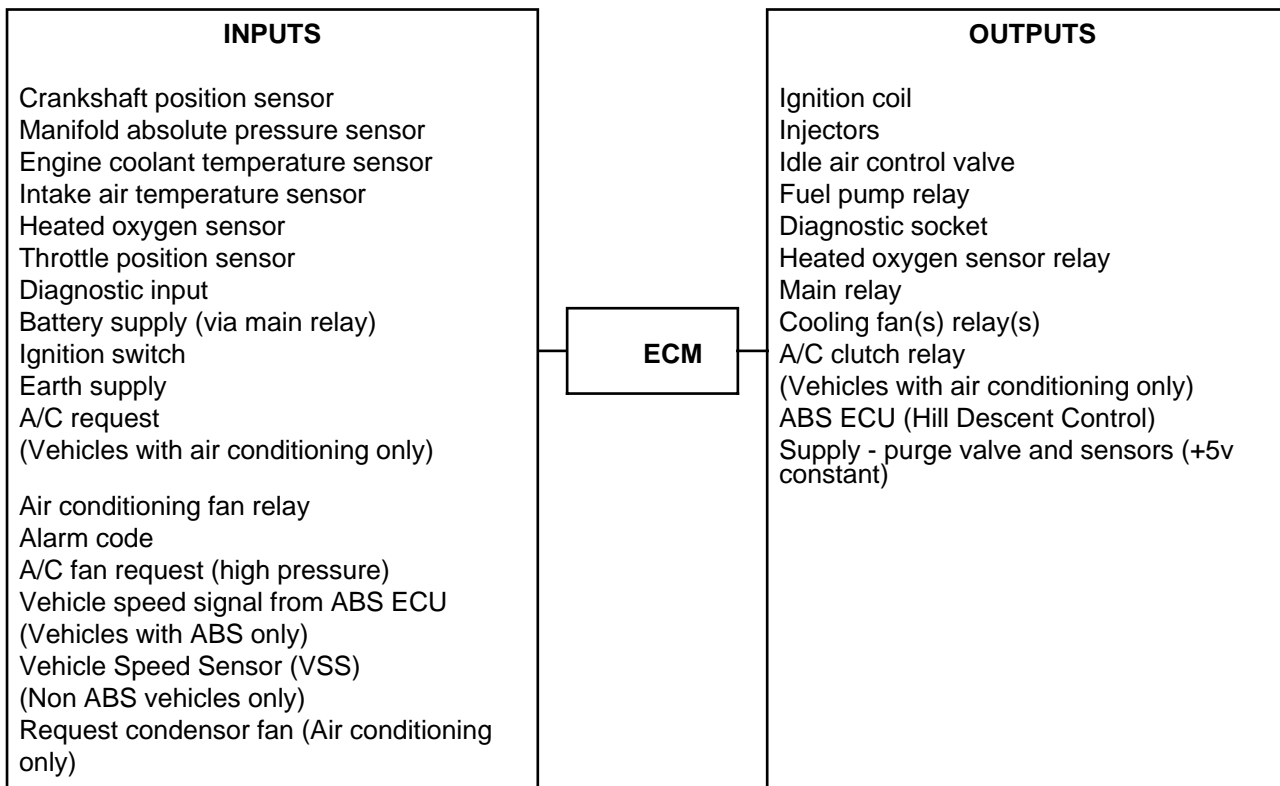 INPUTS
Crankshaft position sensor
Manifold absolute pressure sensor
Engine coolant temperature sensor
Intake air temperature sensor
Heated oxygen sensor
Throttle position sensor
Diagnostic input
Battery supply (via main relay)
Ignition switch
Earth supply
A/C request
(Vehicles with air conditioning only)
Air conditioning fan relay
Alarm code
A/C fan request (high pressure)
Vehicle speed signal from ABS ECU
(Vehicles with ABS only)
Vehicle Speed Sensor (VSS)
(Non ABS vehicles only)
Request condensor fan (Air conditioning
only)
ECM
OUTPUTS
Ignition coil
Injectors
Idle air control valve
Fuel pump relay
Diagnostic socket
Heated oxygen sensor relay
Main relay
Cooling fan(s) relay(s)
A/C clutch relay
(Vehicles with air conditioning only)
ABS ECU (Hill Descent Control)
Supply - purge valve and sensors (+5v
constant)